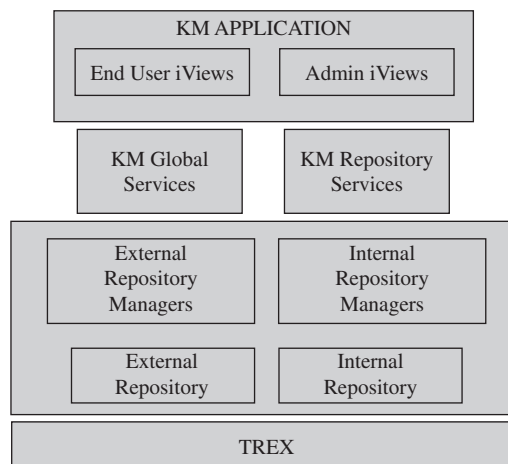 KM APPLICATION
End User iViews
Admin iViews
KM Global
Services
KM Repository
Services
External
Repository
Managers
Internal
Repository
Managers
External
Repository
Internal
Repository
TREX